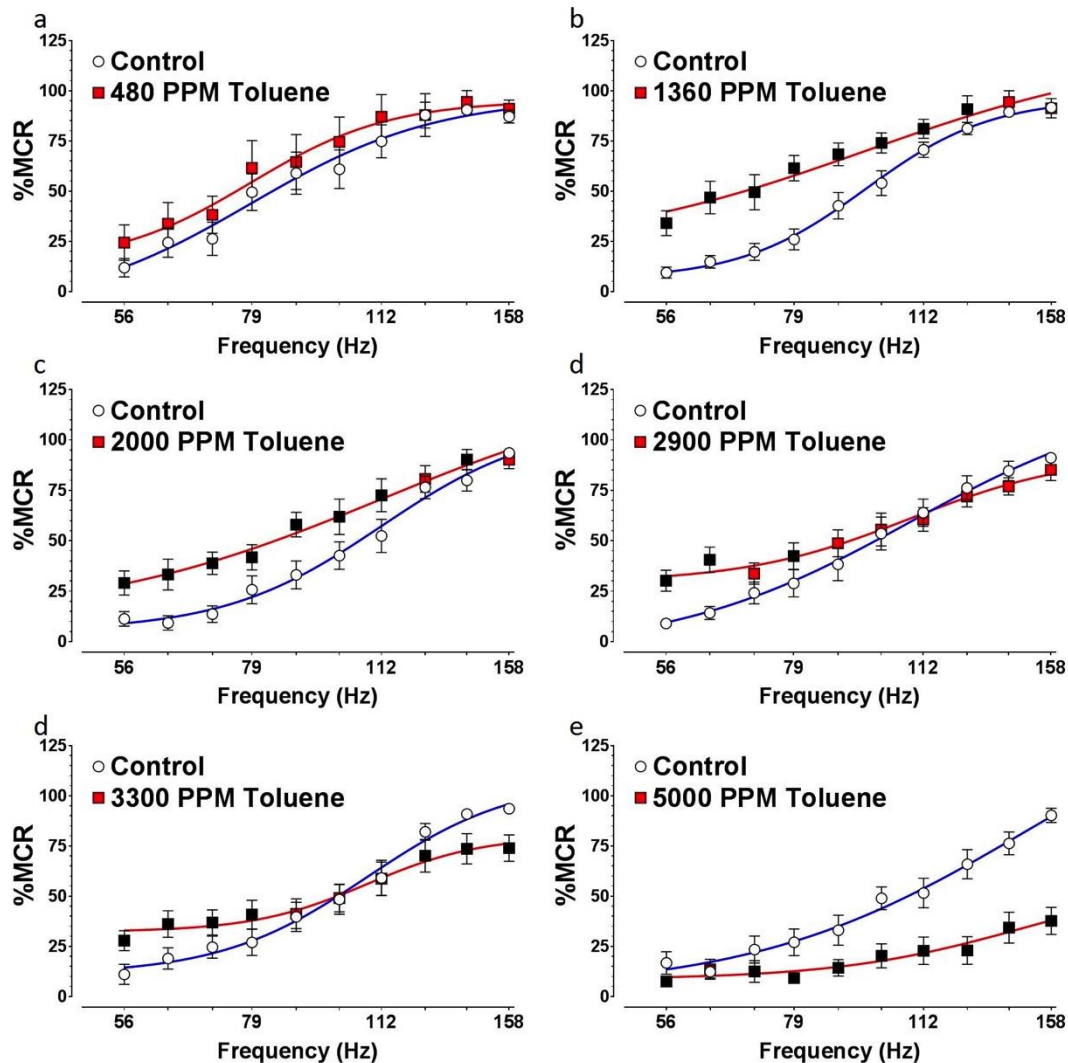 a
125
100
75
50
25
0
%MCR
Control
480 PPM Toluene
56 79 112 158
Frequency (Hz)
b
125
100
75
50
25
0
%MCR
Control
1360 PPM Toluene
56 79 112 158
Frequency (Hz)
c
125
100
75
50
25
0
%MCR
Control
2000 PPM Toluene
56 79 112 158
Frequency (Hz)
d
125
100
75
50
25
0
%MCR
Control
2900 PPM Toluene
56 79 112 158
Frequency (Hz)
d
125
100
75
50
25
0
%MCR
Control
3300 PPM Toluene
56 79 112 158
Frequency (Hz)
e
125
100
75
50
25
0
%MCR
Control
5000 PPM Toluene
56 79 112 158
Frequency (Hz)